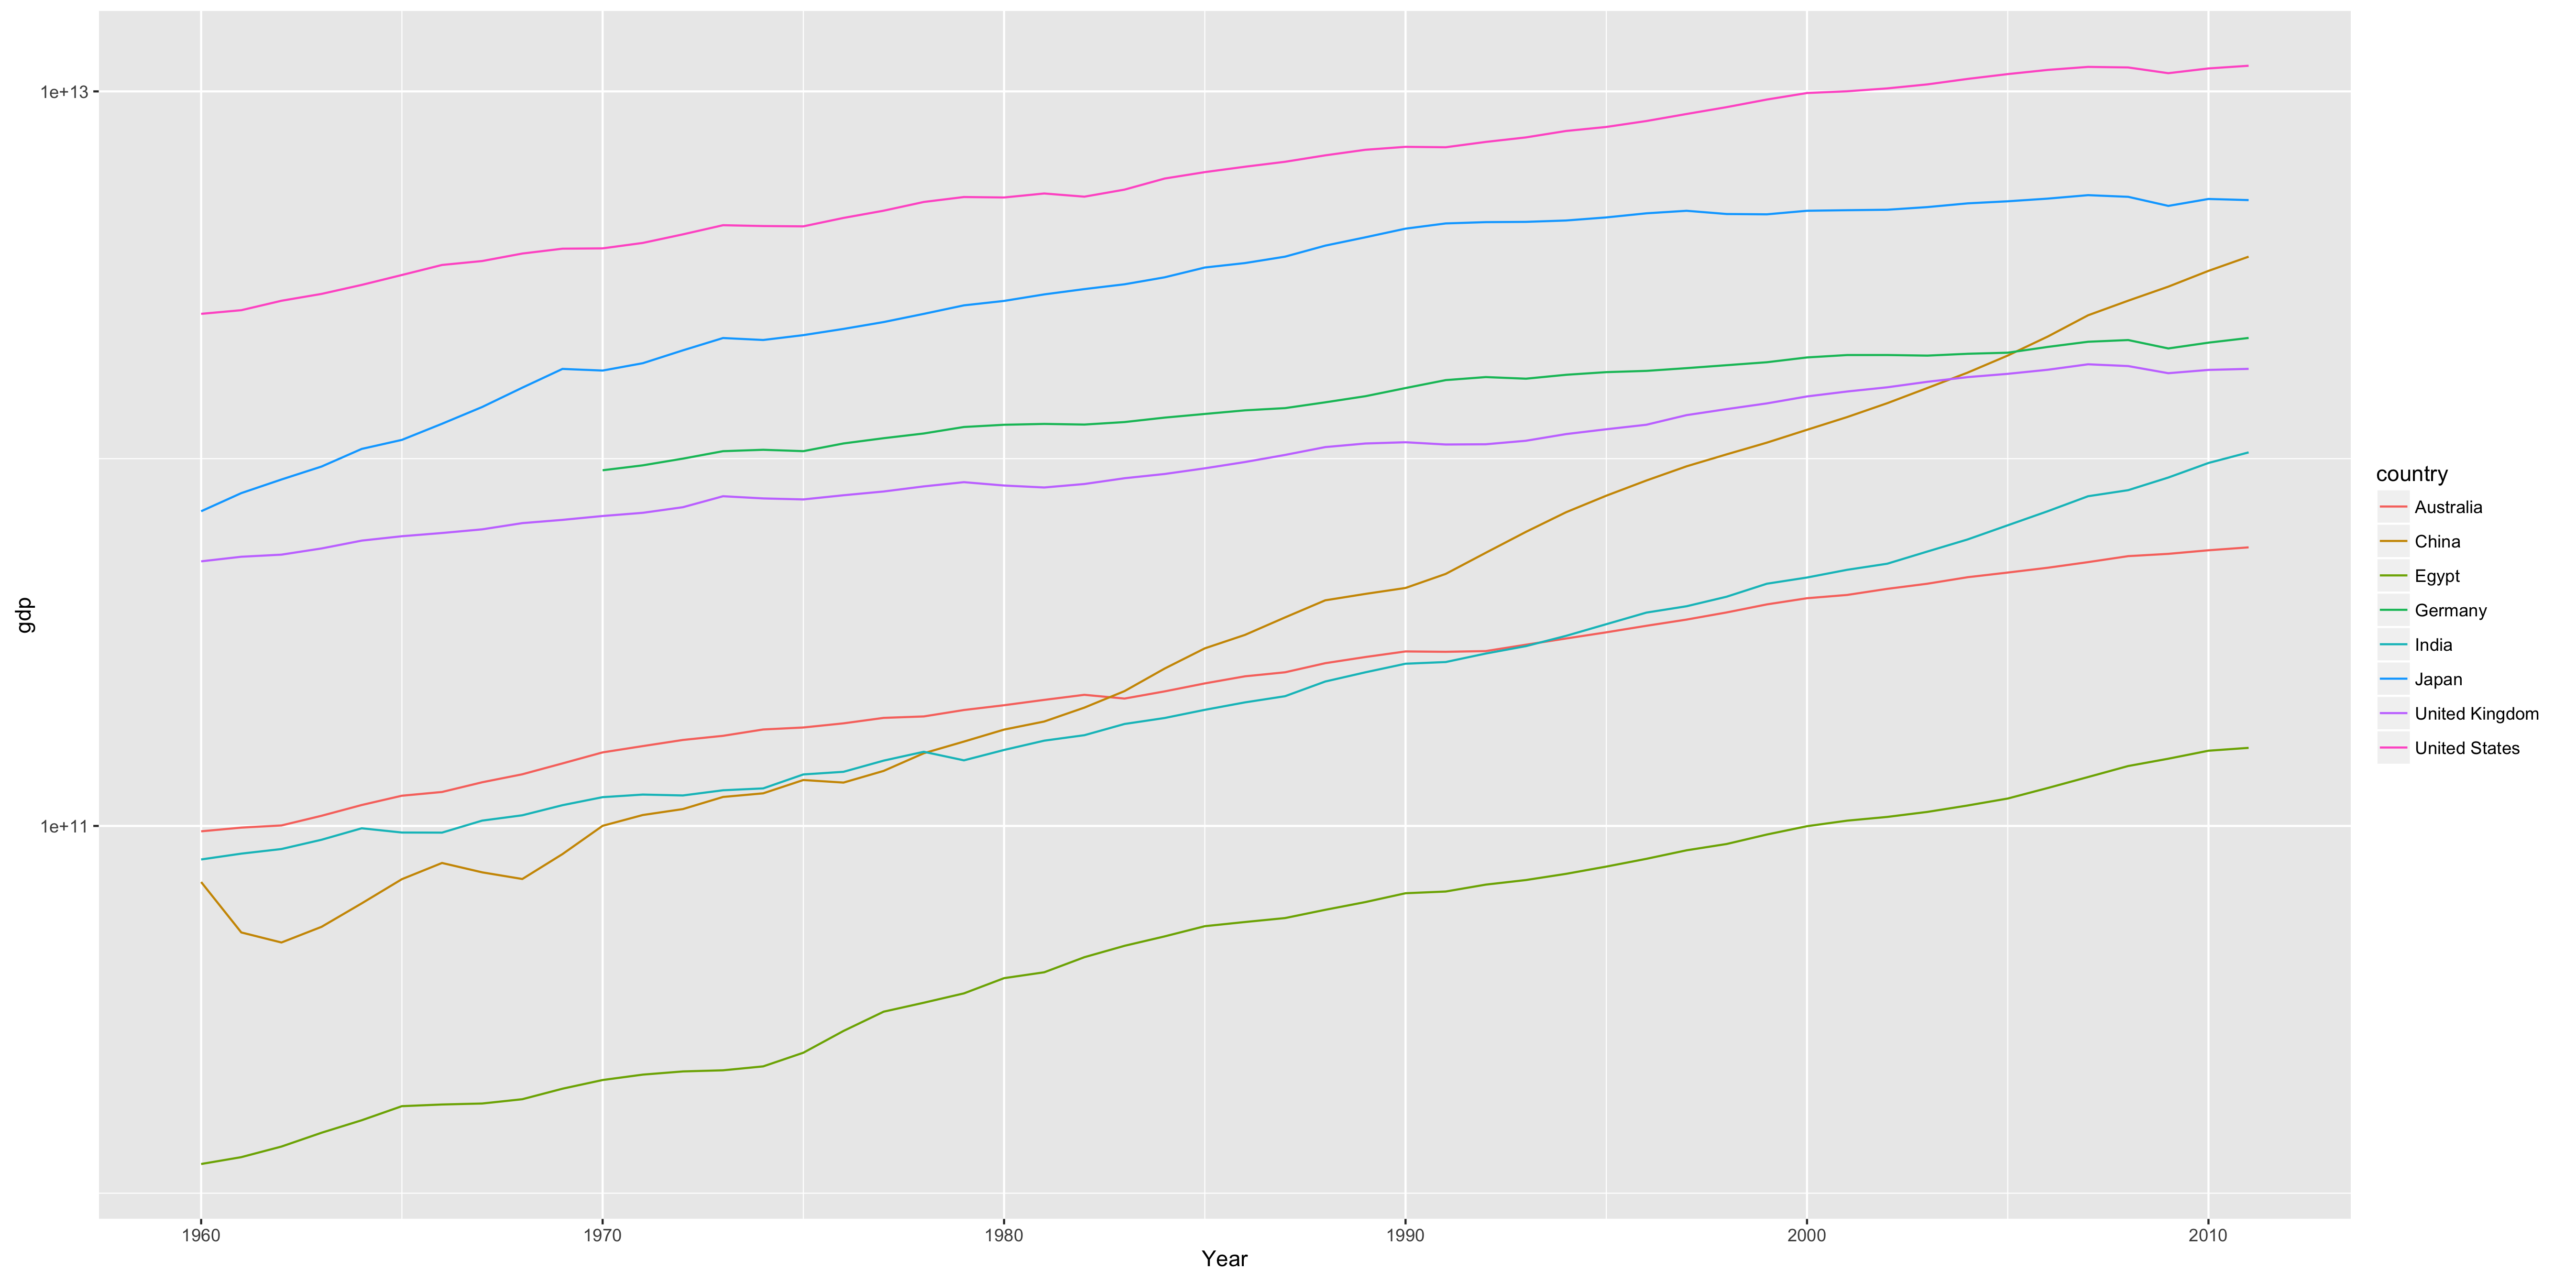 gdp
1e+13
1e+11
1960 1970 1980 1990 2000 2010
Year
country
Australia
China
Egypt
Germany
India
Japan
United Kingdom
United States